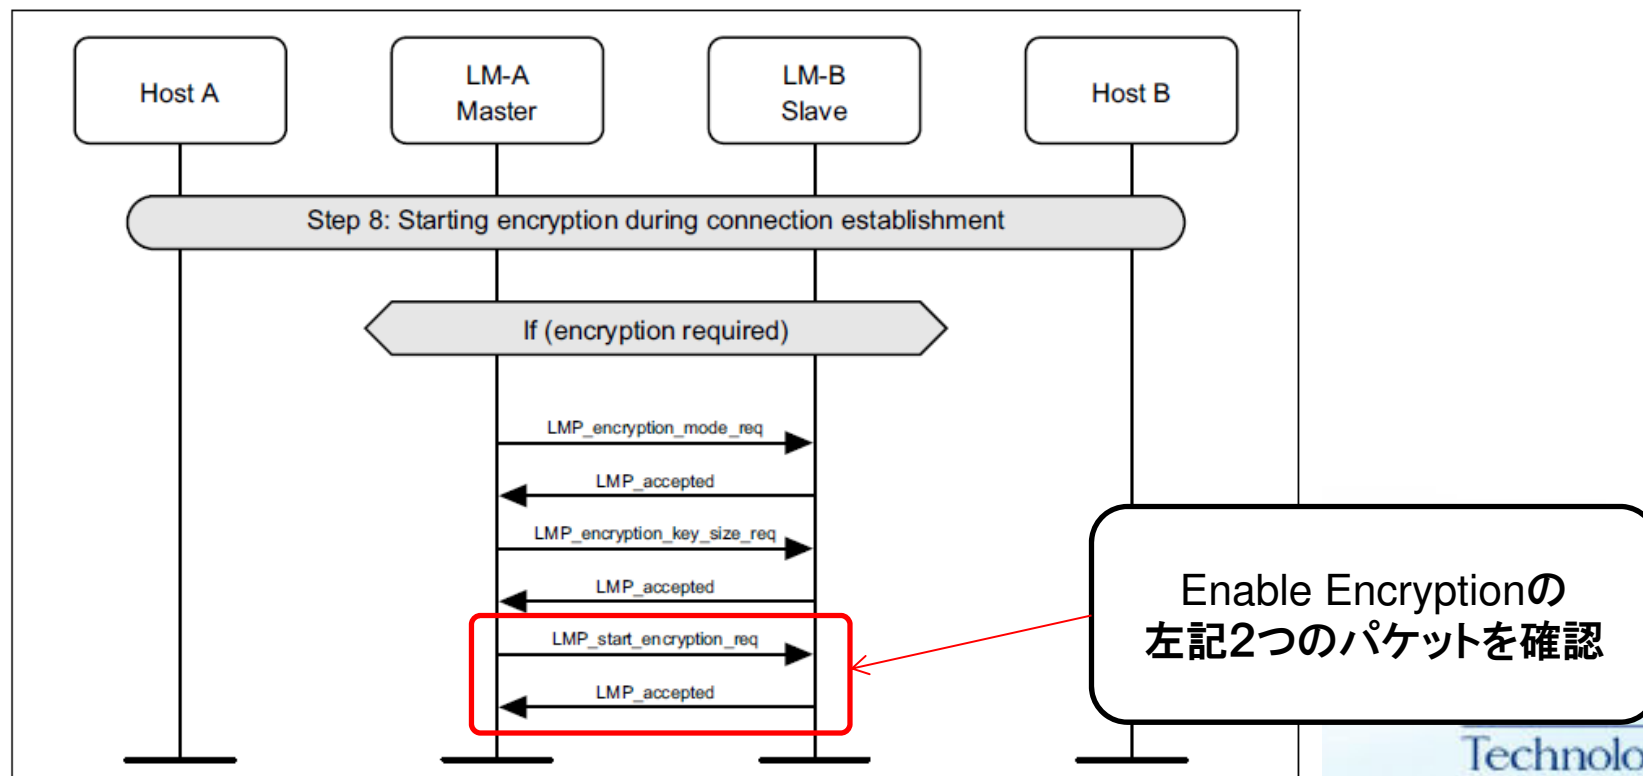 Host A
LM-A
Master
LM-B
Slave
Host B
Step 8: Starting encryption during connection establishment
If (encryption required)
LMP_encryption_mode_req
LMP_accepted
LMP_encryption_key_size_req
LMP_accepted
LMP_start_encryption_req
LMP_accepted
Enable Encryptionの
左記2つのパケットを確認
Technolo